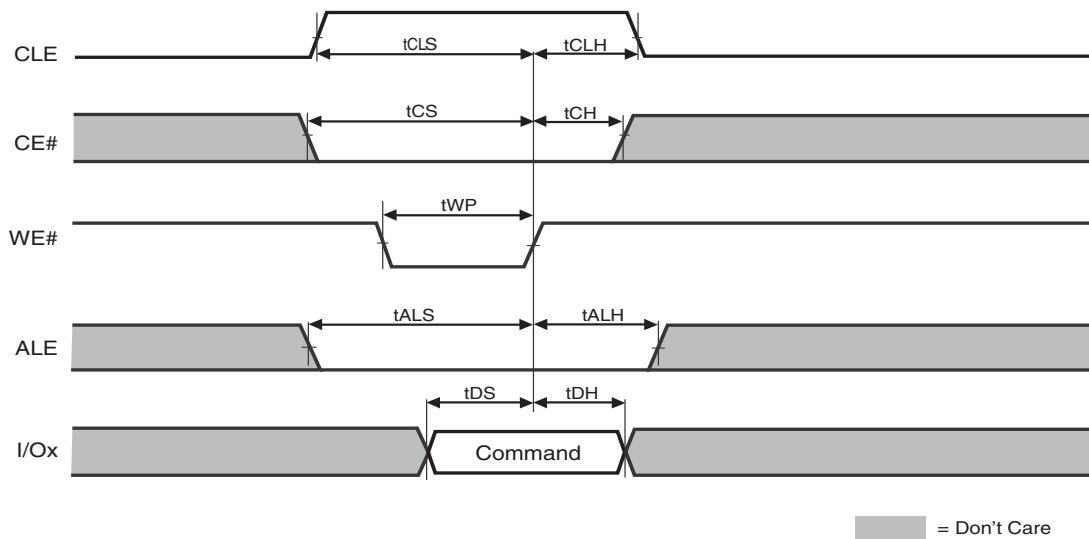 CLE
tCLS
tCLH
CE#
tCS
tCH
WE#
tWP
ALE
tALS
tALH
I/Ox
tDS
tDH
Command
= Don't Care